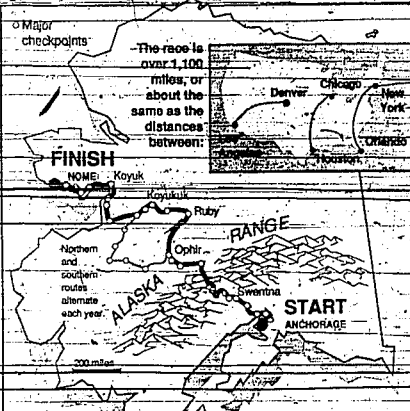 Major
checkpoints
The race is
over 1,100
miles, or
about the
same as the
distances
between:
Denver
Chicago
New
York
Houston
Orlando
FINISH
NOME
Koyuk
Koyukuk
Ruby
Ophir
RANGE
ALASKA
Northern
and
southern
routes
alternate
each year.
Swentna
START
ANCHORAGE
200 miles